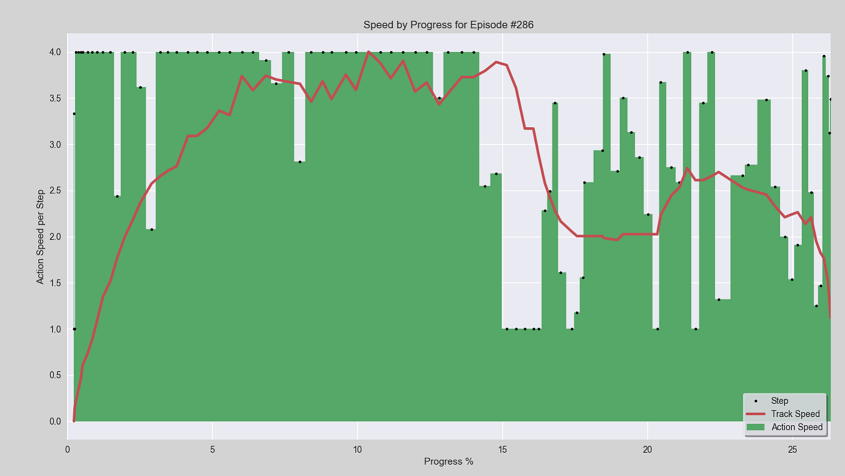 Speed by Progress for Episode #286
Action Speed per Step
4.0
3.5
3.0
2.5
2.0
1.5
1.0
0.5
0.0
0 5 10 15 20 25
Progress %
Step
Track Speed
Action Speed